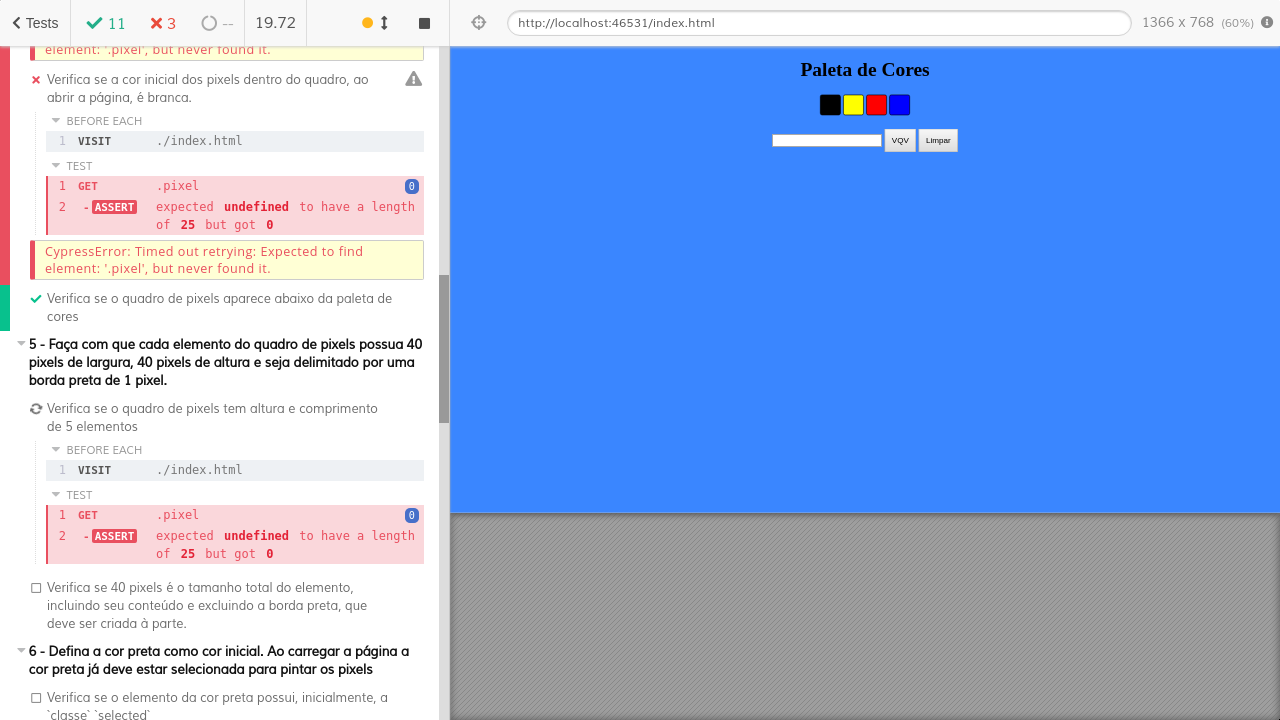 Tests
11
3
--
19.72
http://localhost:46531/index.html
1366 x 768 (60%)
element: '.pixel', but never found it.
Verifica se a cor inicial dos pixels dentro do quadro, ao
abrir a página, é branca.
BEFORE EACH
1 VISIT ./index.html
TEST
1 GET .pixel 0
2 - ASSERT expected undefined to have a length
of 25 but got 0
CypressError: Timed out retrying: Expected to find
element: '.pixel', but never found it.
Verifica se o quadro de pixels aparece abaixo da paleta de
cores
5 - Faça com que cada elemento do quadro de pixels possua 40
pixels de largura, 40 pixels de altura e seja delimitado por uma
borda preta de 1 pixel.
Verifica se o quadro de pixels tem altura e comprimento
de 5 elementos
BEFORE EACH
1 VISIT ./index.html
TEST
1 GET .pixel 0
2 - ASSERT expected undefined to have a length
of 25 but got 0
Verifica se 40 pixels é o tamanho total do elemento,
incluindo seu conteúdo e excluindo a borda preta, que
deve ser criada à parte.
6 - Defina a cor preta como cor inicial. Ao carregar a página a
cor preta já deve estar selecionada para pintar os pixels
Verifica se o elemento da cor preta possui, inicialmente, a
`classe` `selected`
Paleta de Cores
VQV
Limpar